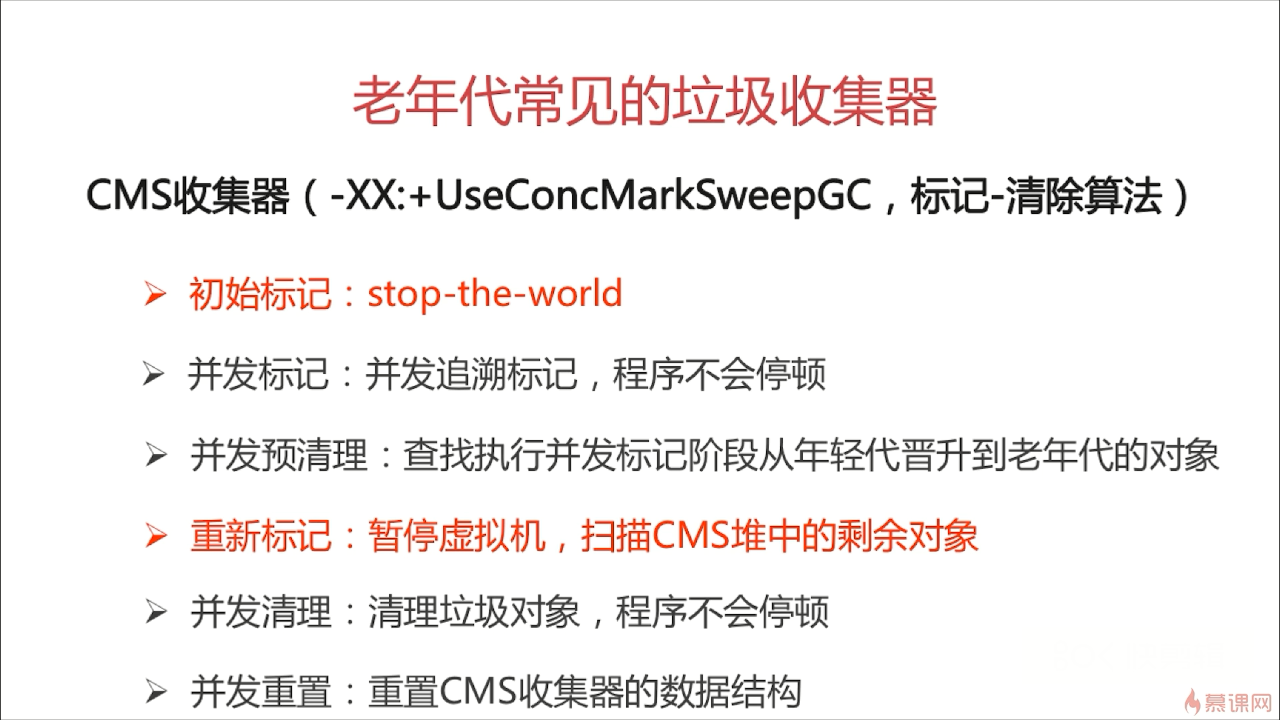 老年代常见的垃圾收集器
CMS收集器（-XX:+UseConcMarkSweepGC，标记-清除算法）
初始标记：stop-the-world
并发标记：并发追溯标记，程序不会停顿
并发预清理：查找执行并发标记阶段从年轻代晋升到老年代的对象
重新标记：暂停虚拟机，扫描CMS堆中的剩余对象
并发清理：清理垃圾对象，程序不会停顿
并发重置：重置CMS收集器的数据结构
慕课网